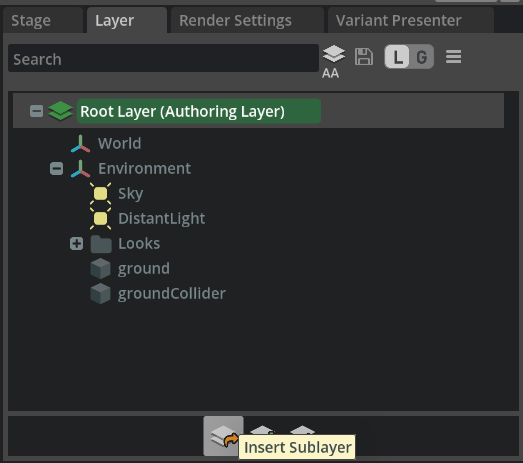 Stage Layer Render Settings Variant Presenter
Search AA L G
Root Layer (Authoring Layer)
World
Environment
Sky
DistantLight
Looks
ground
groundCollider
Insert Sublayer